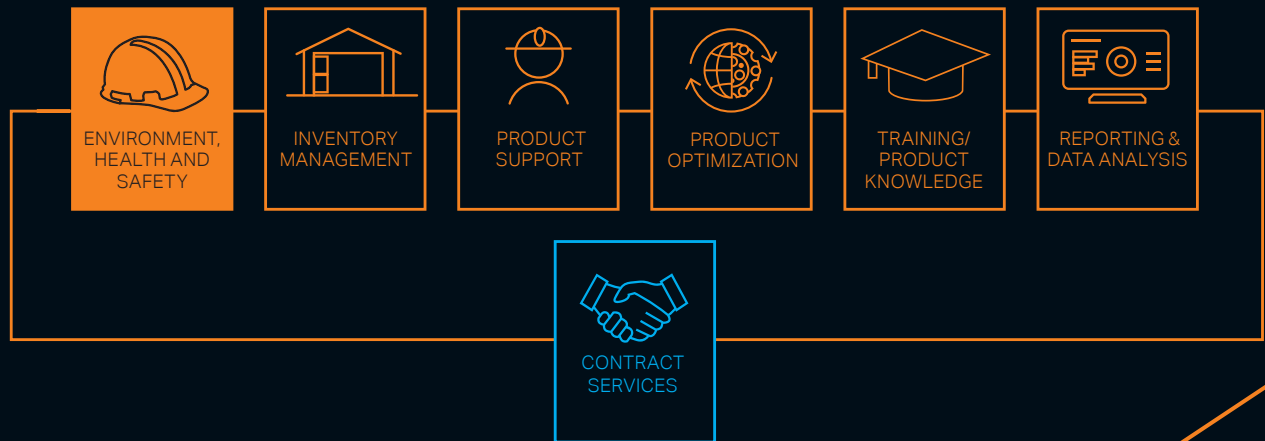 ENVIRONMENT,
HEALTH AND
SAFETY
INVENTORY
MANAGEMENT
PRODUCT
SUPPORT
PRODUCT
OPTIMIZATION
TRAINING/
PRODUCT
KNOWLEDGE
REPORTING &
DATA ANALYSIS
CONTRACT
SERVICES